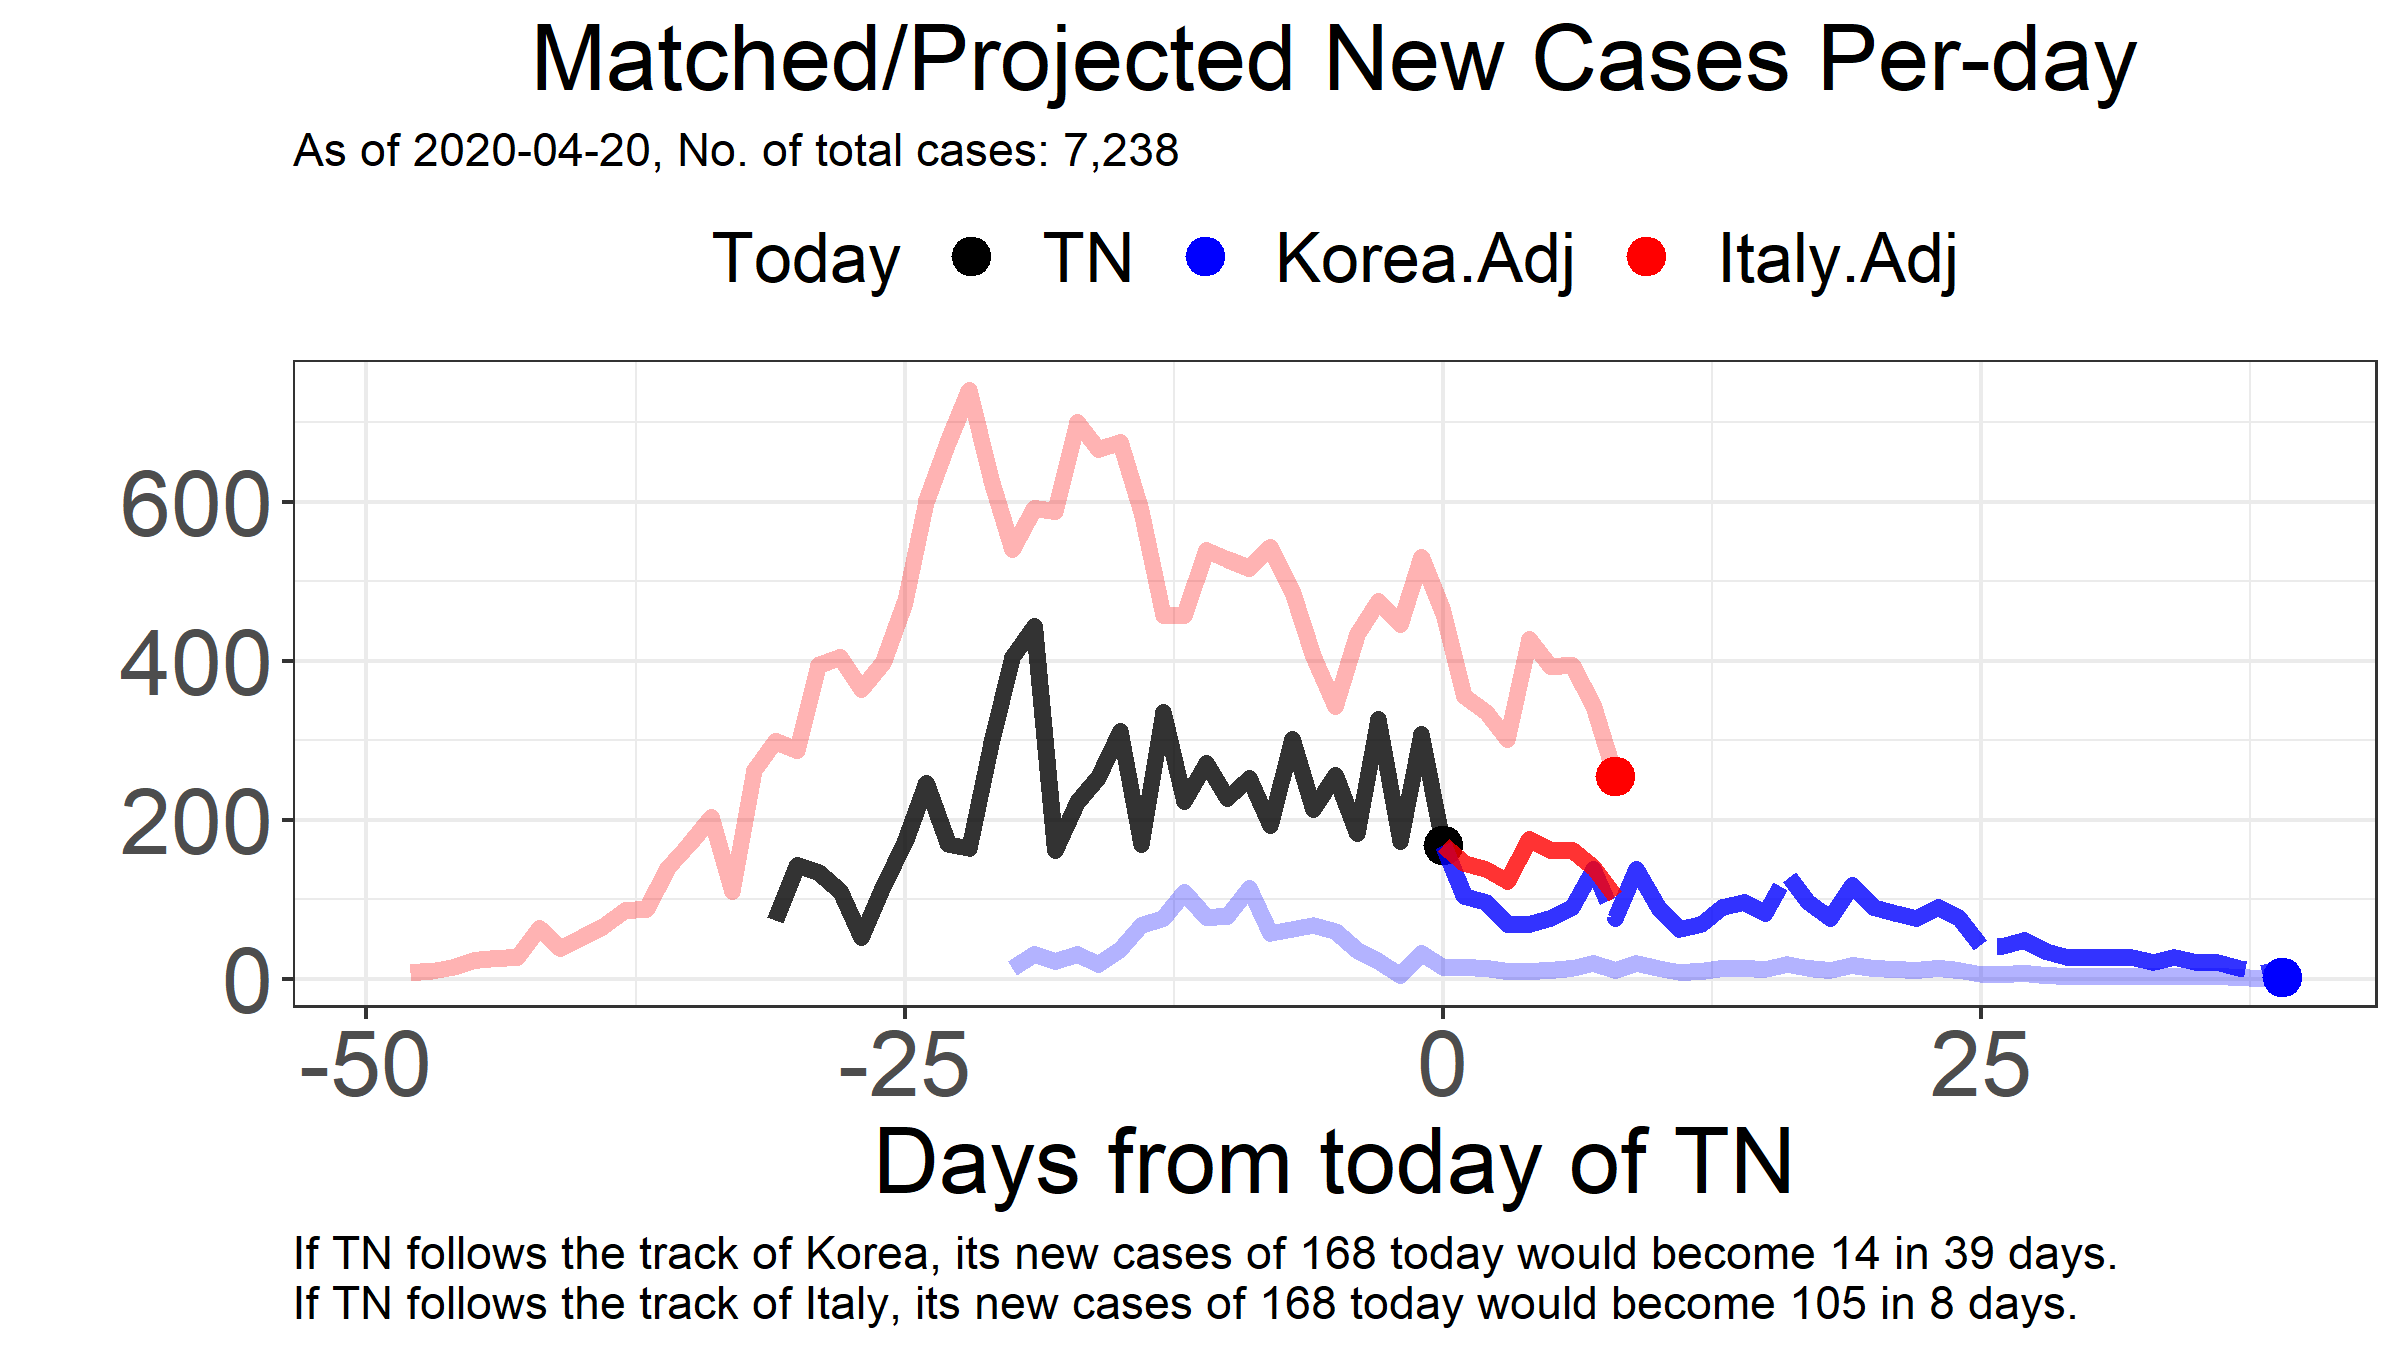 Matched/Projected New Cases Per-day
As of 2020-04-20, No. of total cases: 7,238
Today TN Korea.Adj Italy.Adj
600
400
200
0
-50 -25 0 25
Days from today of TN
If TN follows the track of Korea, its new cases of 168 today would become 14 in 39 days.
If TN follows the track of Italy, its new cases of 168 today would become 105 in 8 days.